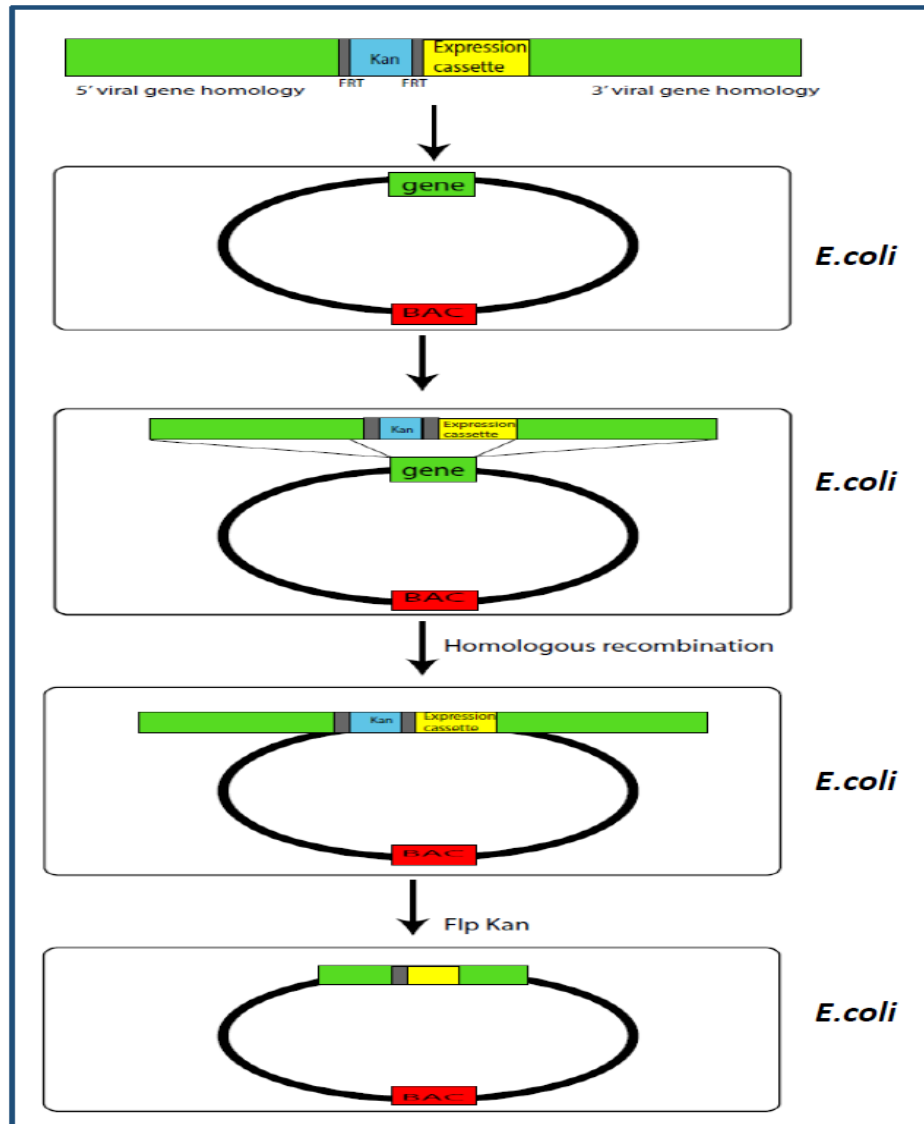 Kan
Expression
cassette
FRT
FRT
5' viral gene homology
3' viral gene homology
gene
BAC
E.coli
Kan
Expression
cassette
gene
BAC
E.coli
Homologous recombination
Kan
Expression
cassette
BAC
E.coli
Flp Kan
BAC
E.coli